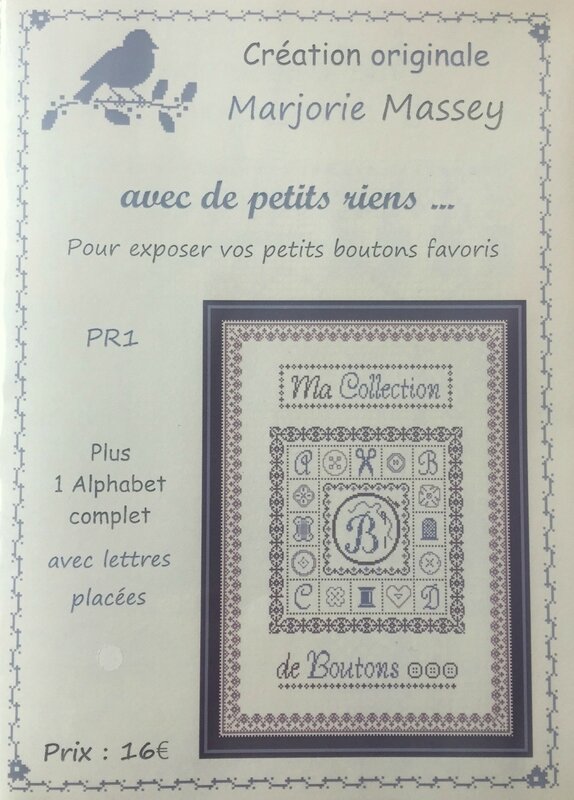 Création originale
Marjorie Massey
avec de petits riens ...
Pour exposer vos petits boutons favoris
PR1
Plus
1 Alphabet
complet
avec lettres
placées
Prix : 16€
Ma Collection
A B
B
C D
de Boutons